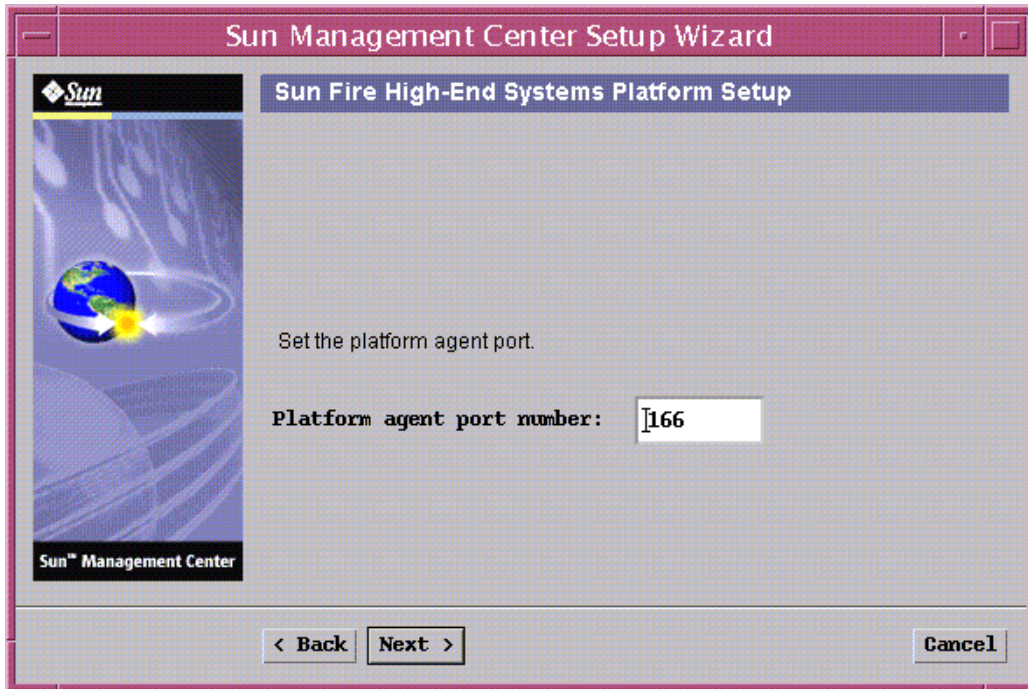 Sun Management Center Setup Wizard
Sun
Sun Fire High-End Systems Platform Setup
Set the platform agent port.
Platform agent port number: 166
Sun™ Management Center
< Back Next > Cancel